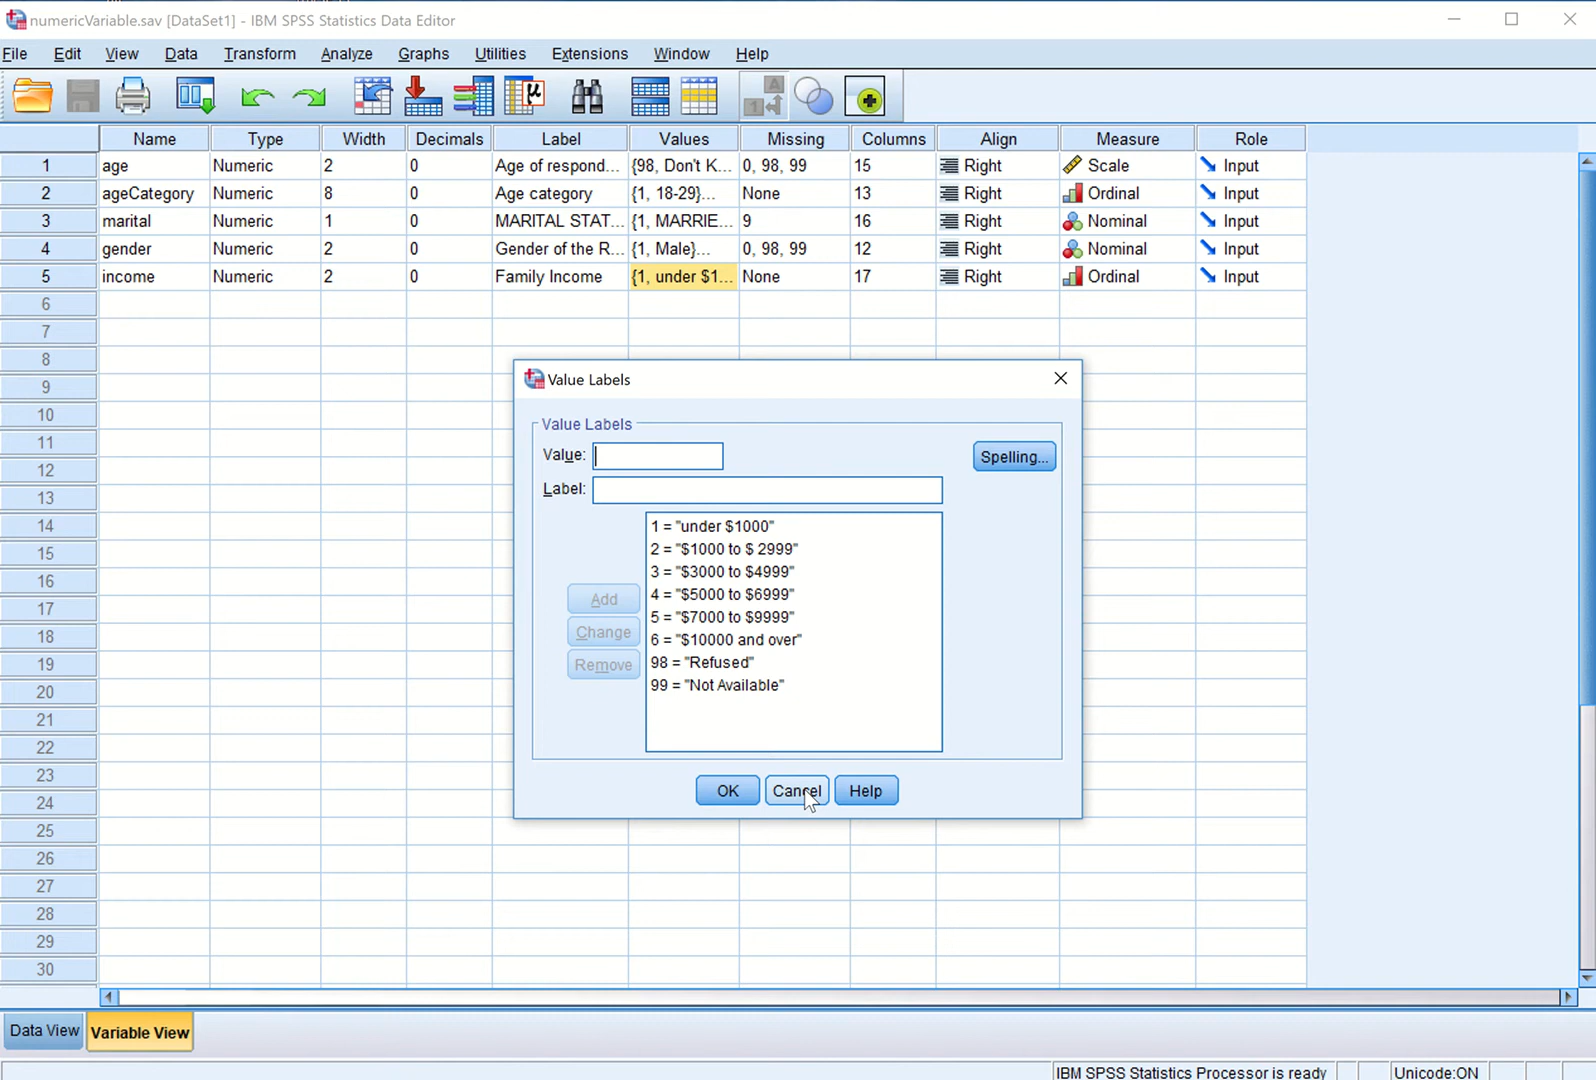 numericVariable.sav [DataSet1] - IBM SPSS Statistics Data Editor
File Edit View Data Transform Analyze Graphs Utilities Extensions Window Help
Name Type Width Decimals Label Values Missing Columns Align Measure Role
1 age Numeric 2 0 Age of respond... {98, Don't K... 0, 98, 99 15 Right Scale Input
2 ageCategory Numeric 8 0 Age category {1, 18-29}... None 13 Right Ordinal Input
3 marital Numeric 1 0 MARITAL STAT... {1, MARRIE... 9 16 Right Nominal Input
4 gender Numeric 2 0 Gender of the R... {1, Male}... 0, 98, 99 12 Right Nominal Input
5 income Numeric 2 0 Family Income {1, under $1... None 17 Right Ordinal Input
6
7
8
9
10
11
12
13
14
15
16
17
18
19
20
21
22
23
24
25
26
27
28
29
30
Value Labels
Value Labels
Value:
Spelling...
Label:
1 = "under $1000"
2 = "$1000 to $ 2999"
3 = "$3000 to $4999"
4 = "$5000 to $6999"
5 = "$7000 to $9999"
6 = "$10000 and over"
98 = "Refused"
99 = "Not Available"
Add
Change
Remove
OK Cancel Help
Data View Variable View
IBM SPSS Statistics Processor is ready Unicode:ON